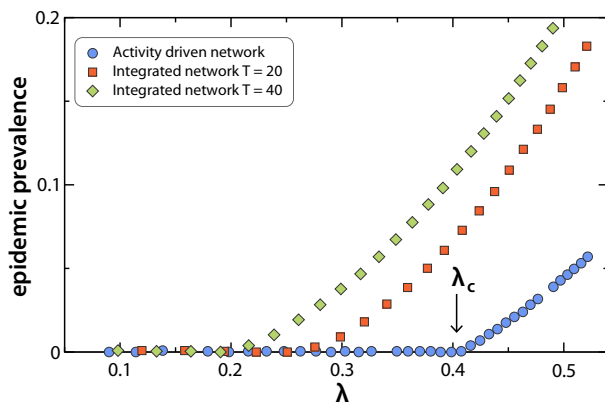 0.2
Activity driven network
Integrated network T = 20
Integrated network T = 40
epidemic prevalence
0.1
λc
0
0.1
0.2
0.3
0.4
0.5
λ